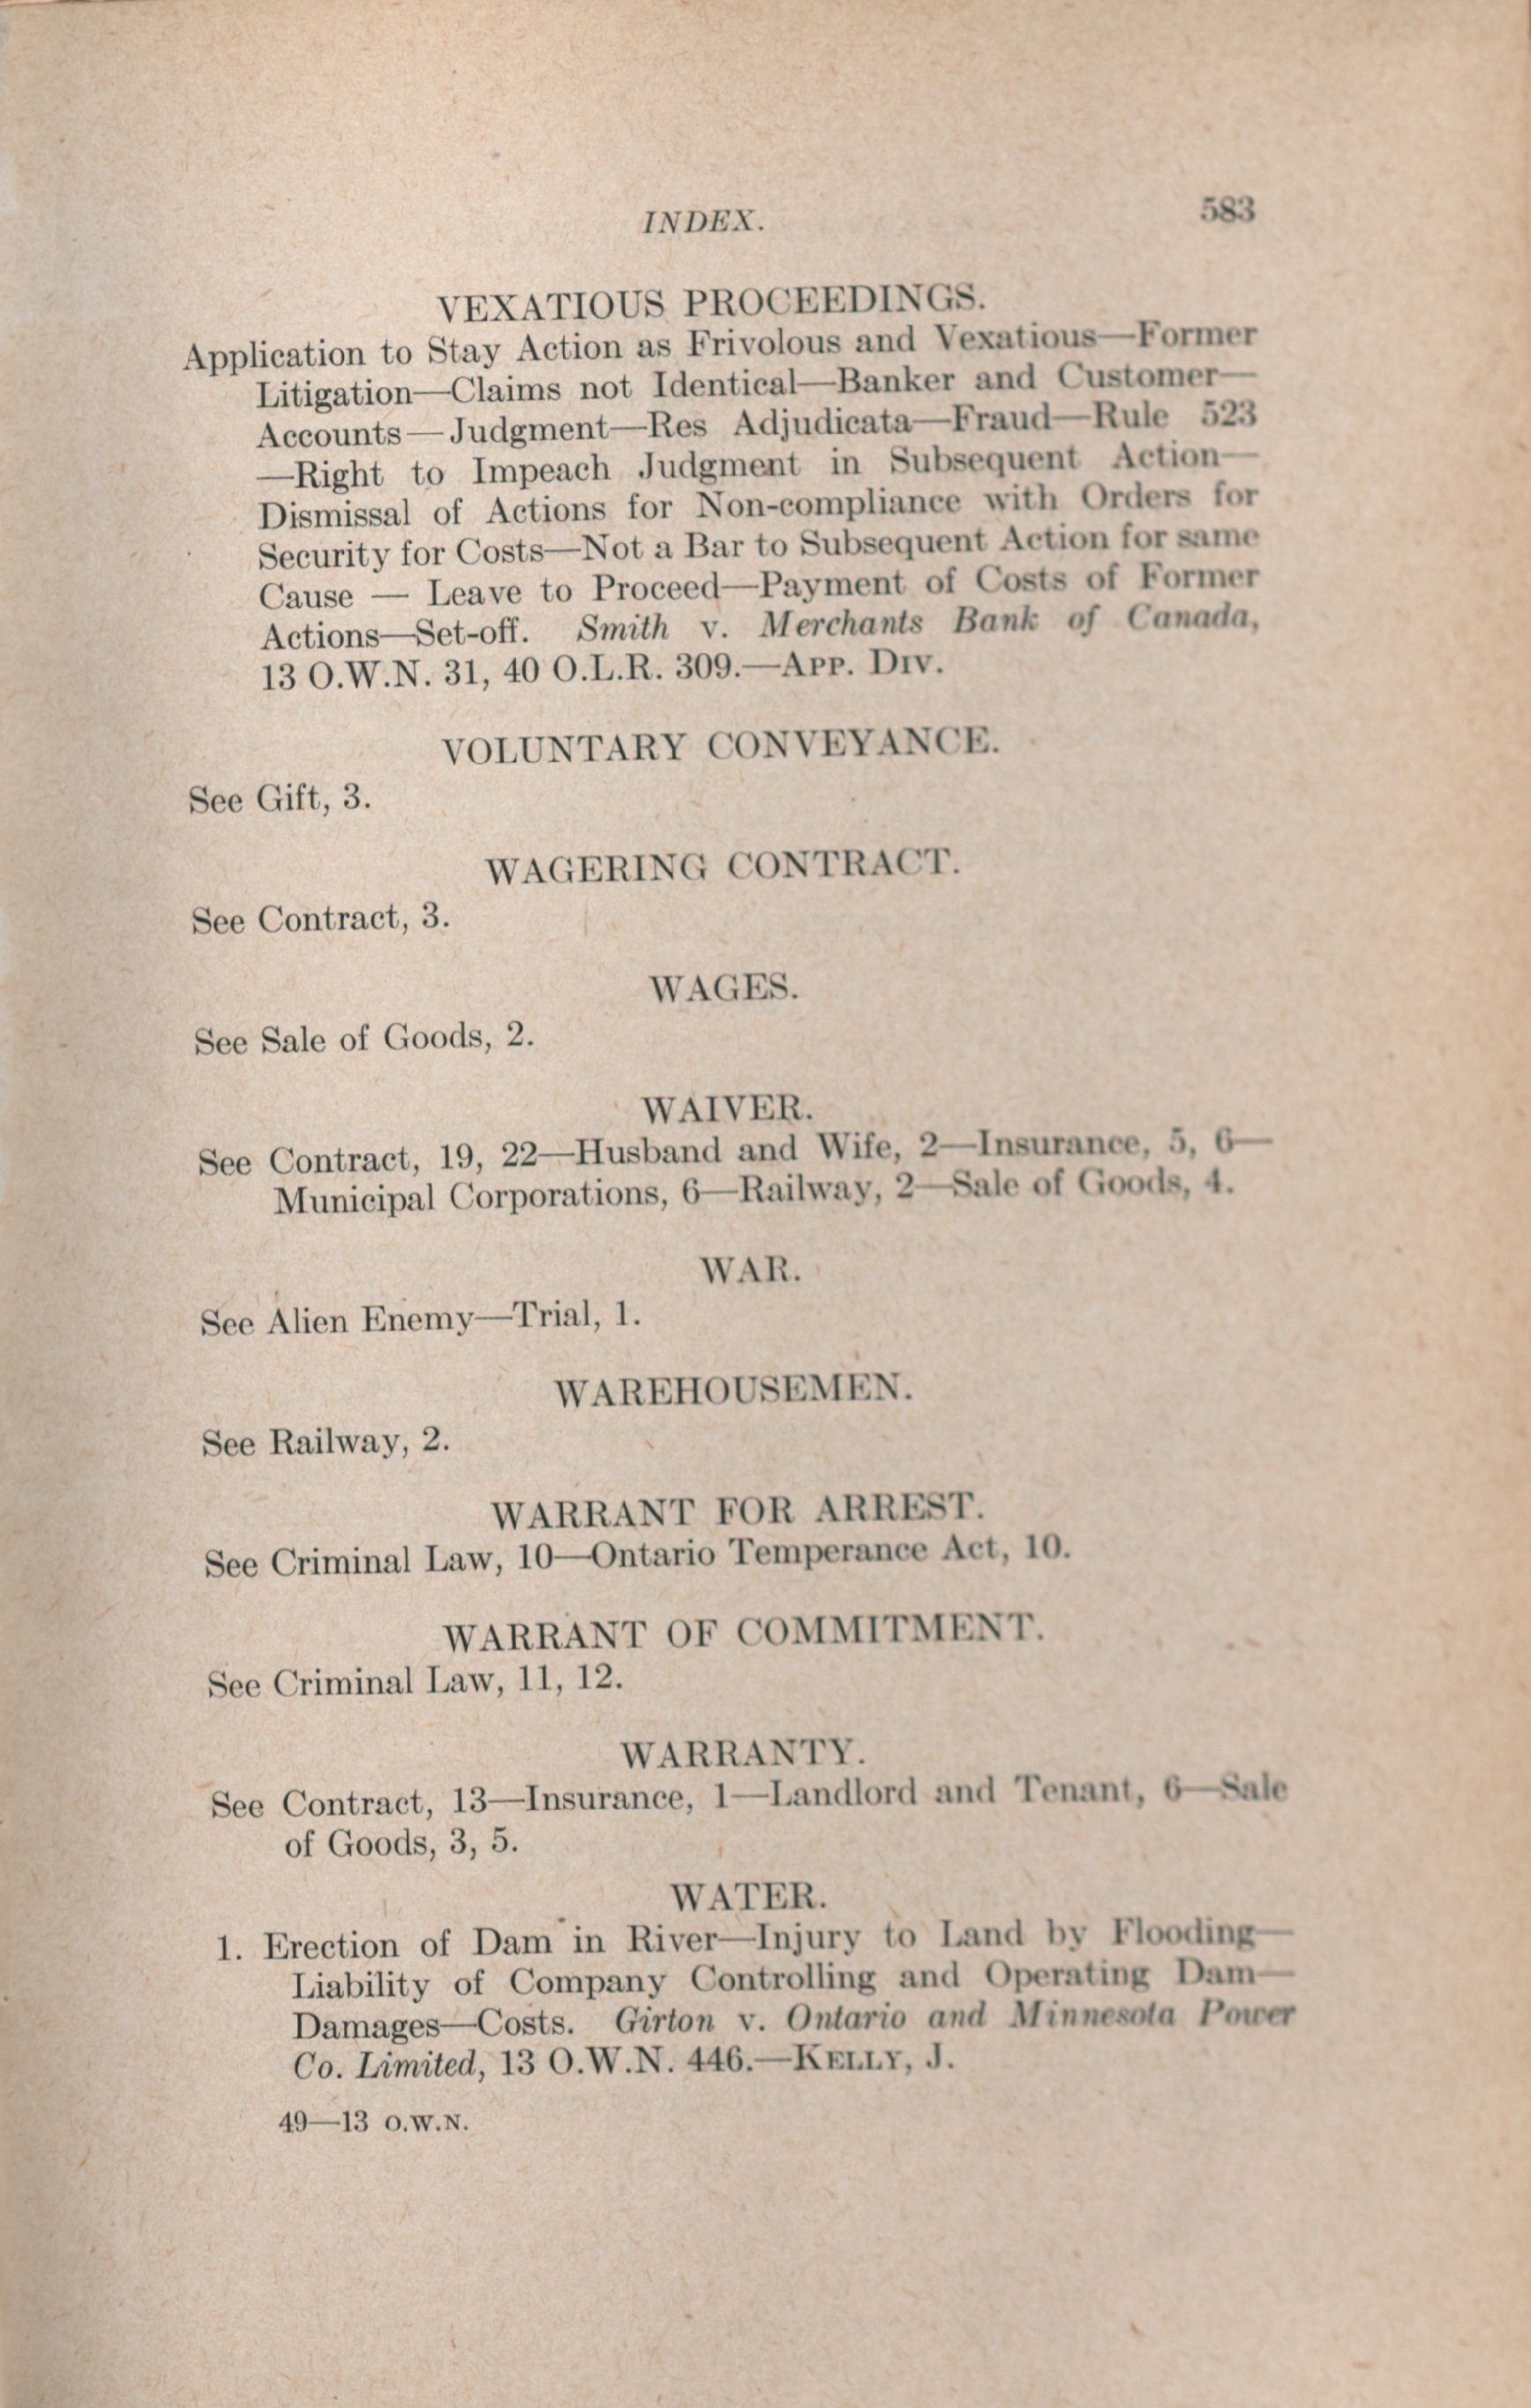 INDEX.
583
VEXATIOUS PROCEEDINGS.
Application to Stay Action as Frivolous and Vexatious—Former
Litigation—Claims not Identical—Banker and Customer—
Accounts—Judgment—Res Adjudicata—Fraud—Rule 523
—Right to Impeach Judgment in Subsequent Action—
Dismissal of Actions for Non-compliance with Orders for
Security for Costs—Not a Bar to Subsequent Action for same
Cause — Leave to Proceed—Payment of Costs of Former
Actions—Set-off. Smith v. Merchants Bank of Canada,
13 O.W.N. 31, 40 O.L.R. 309.—APP. DIV.
VOLUNTARY CONVEYANCE.
See Gift, 3.
WAGERING CONTRACT.
See Contract, 3.
WAGES.
See Sale of Goods, 2.
WAIVER.
See Contract, 19, 22—Husband and Wife, 2—Insurance, 5, 6—
Municipal Corporations, 6—Railway, 2—Sale of Goods, 4.
WAR.
See Alien Enemy—Trial, 1.
WAREHOUSEMEN.
See Railway, 2.
WARRANT FOR ARREST.
See Criminal Law, 10—Ontario Temperance Act, 10.
WARRANT OF COMMITMENT.
See Criminal Law, 11, 12.
WARRANTY.
See Contract, 13—Insurance, 1—Landlord and Tenant, 6—Sale
of Goods, 3, 5.
WATER.
1. Erection of Dam in River—Injury to Land by Flooding—
Liability of Company Controlling and Operating Dam—
Damages—Costs. Girton v. Ontario and Minnesota Power
Co. Limited, 13 O.W.N. 446.—KELLY, J.
49—13 O.W.N.